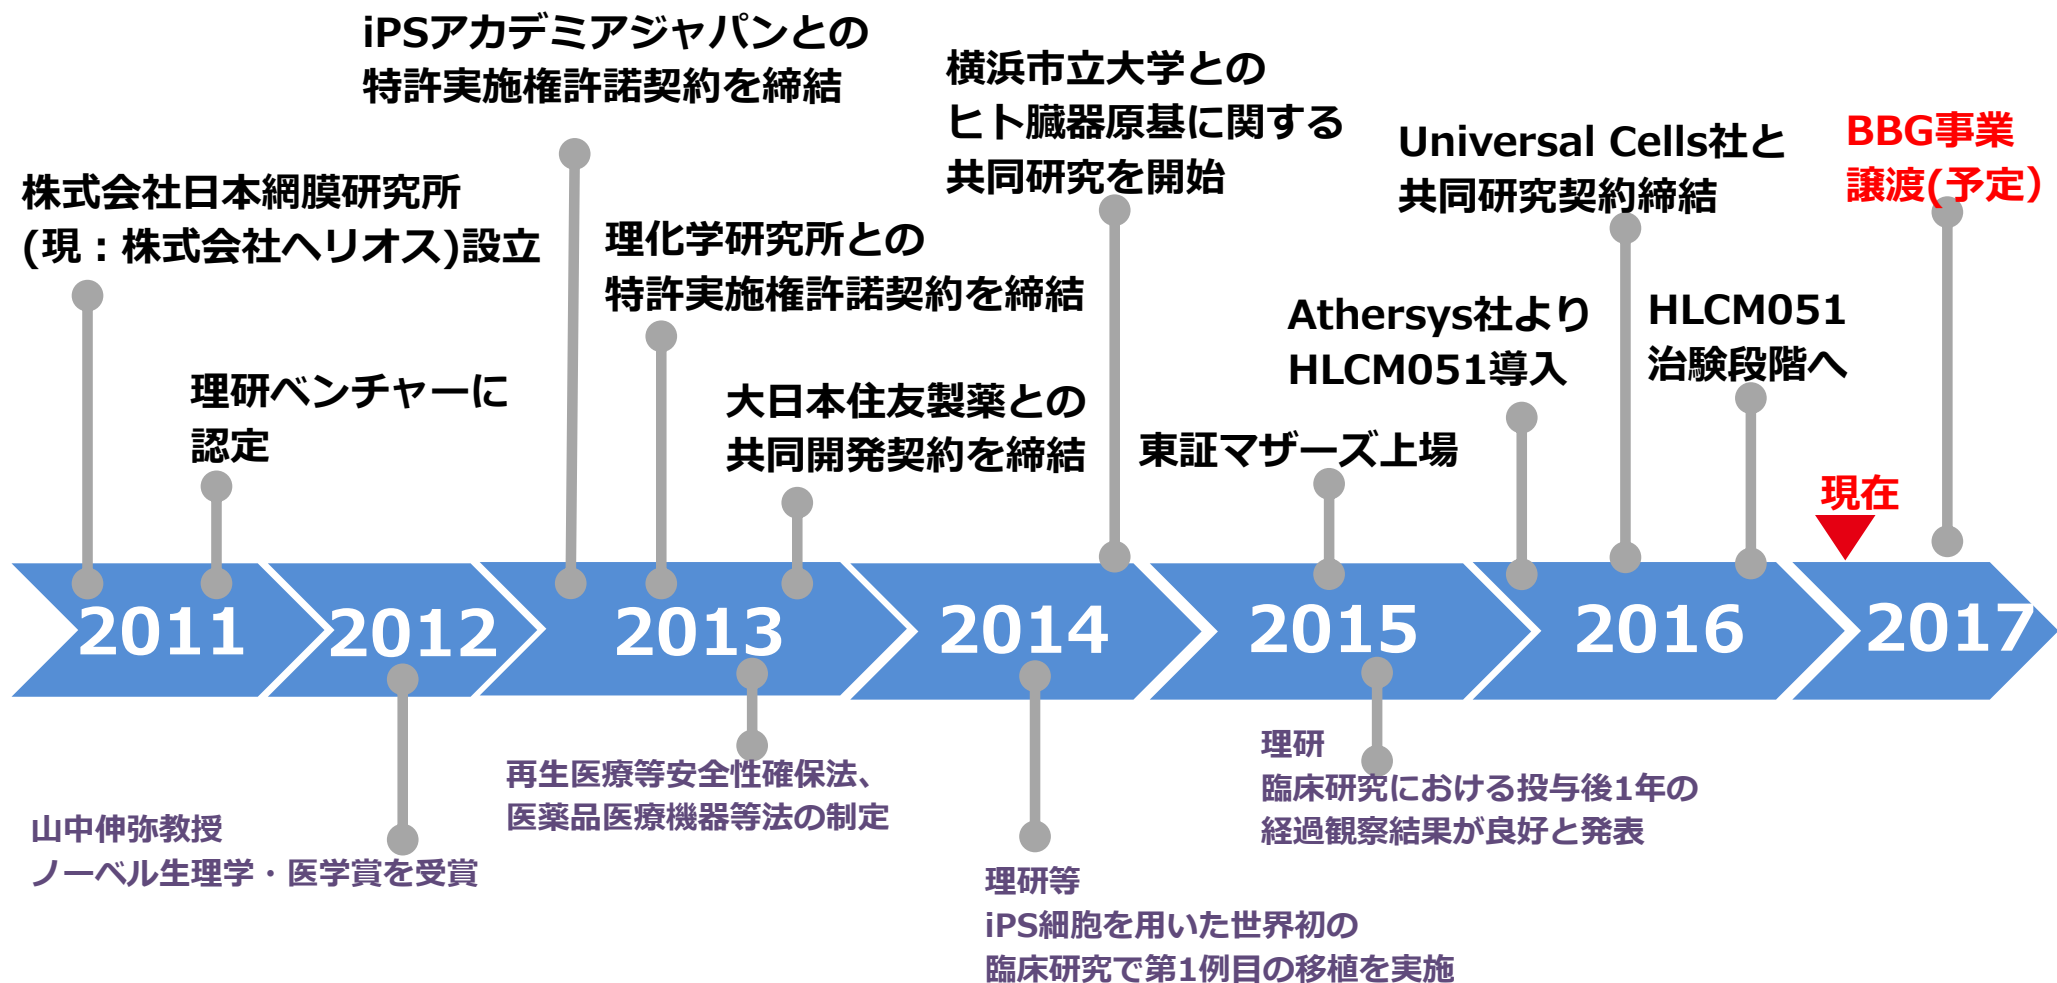 iPSアカデミアジャパンとの
特許実施権許諾契約を締結
横浜市立大学との
ヒト臓器原基に関する
共同研究を開始
Universal Cells社と
共同研究契約締結
BBG事業
譲渡(予定）
株式会社日本網膜研究所
(現：株式会社ヘリオス)設立
理化学研究所との
特許実施権許諾契約を締結
Athersys社より
HLCM051導入
HLCM051
治験段階へ
理研ベンチャーに
認定
大日本住友製薬との
共同開発契約を締結
東証マザーズ上場
現在
2011
2012
2013
2014
2015
2016
2017
山中伸弥教授
ノーベル生理学・医学賞を受賞
再生医療等安全性確保法、
医薬品医療機器等法の制定
理研等
iPS細胞を用いた世界初の
臨床研究で第1例目の移植を実施
理研
臨床研究における投与後1年の
経過観察結果が良好と発表